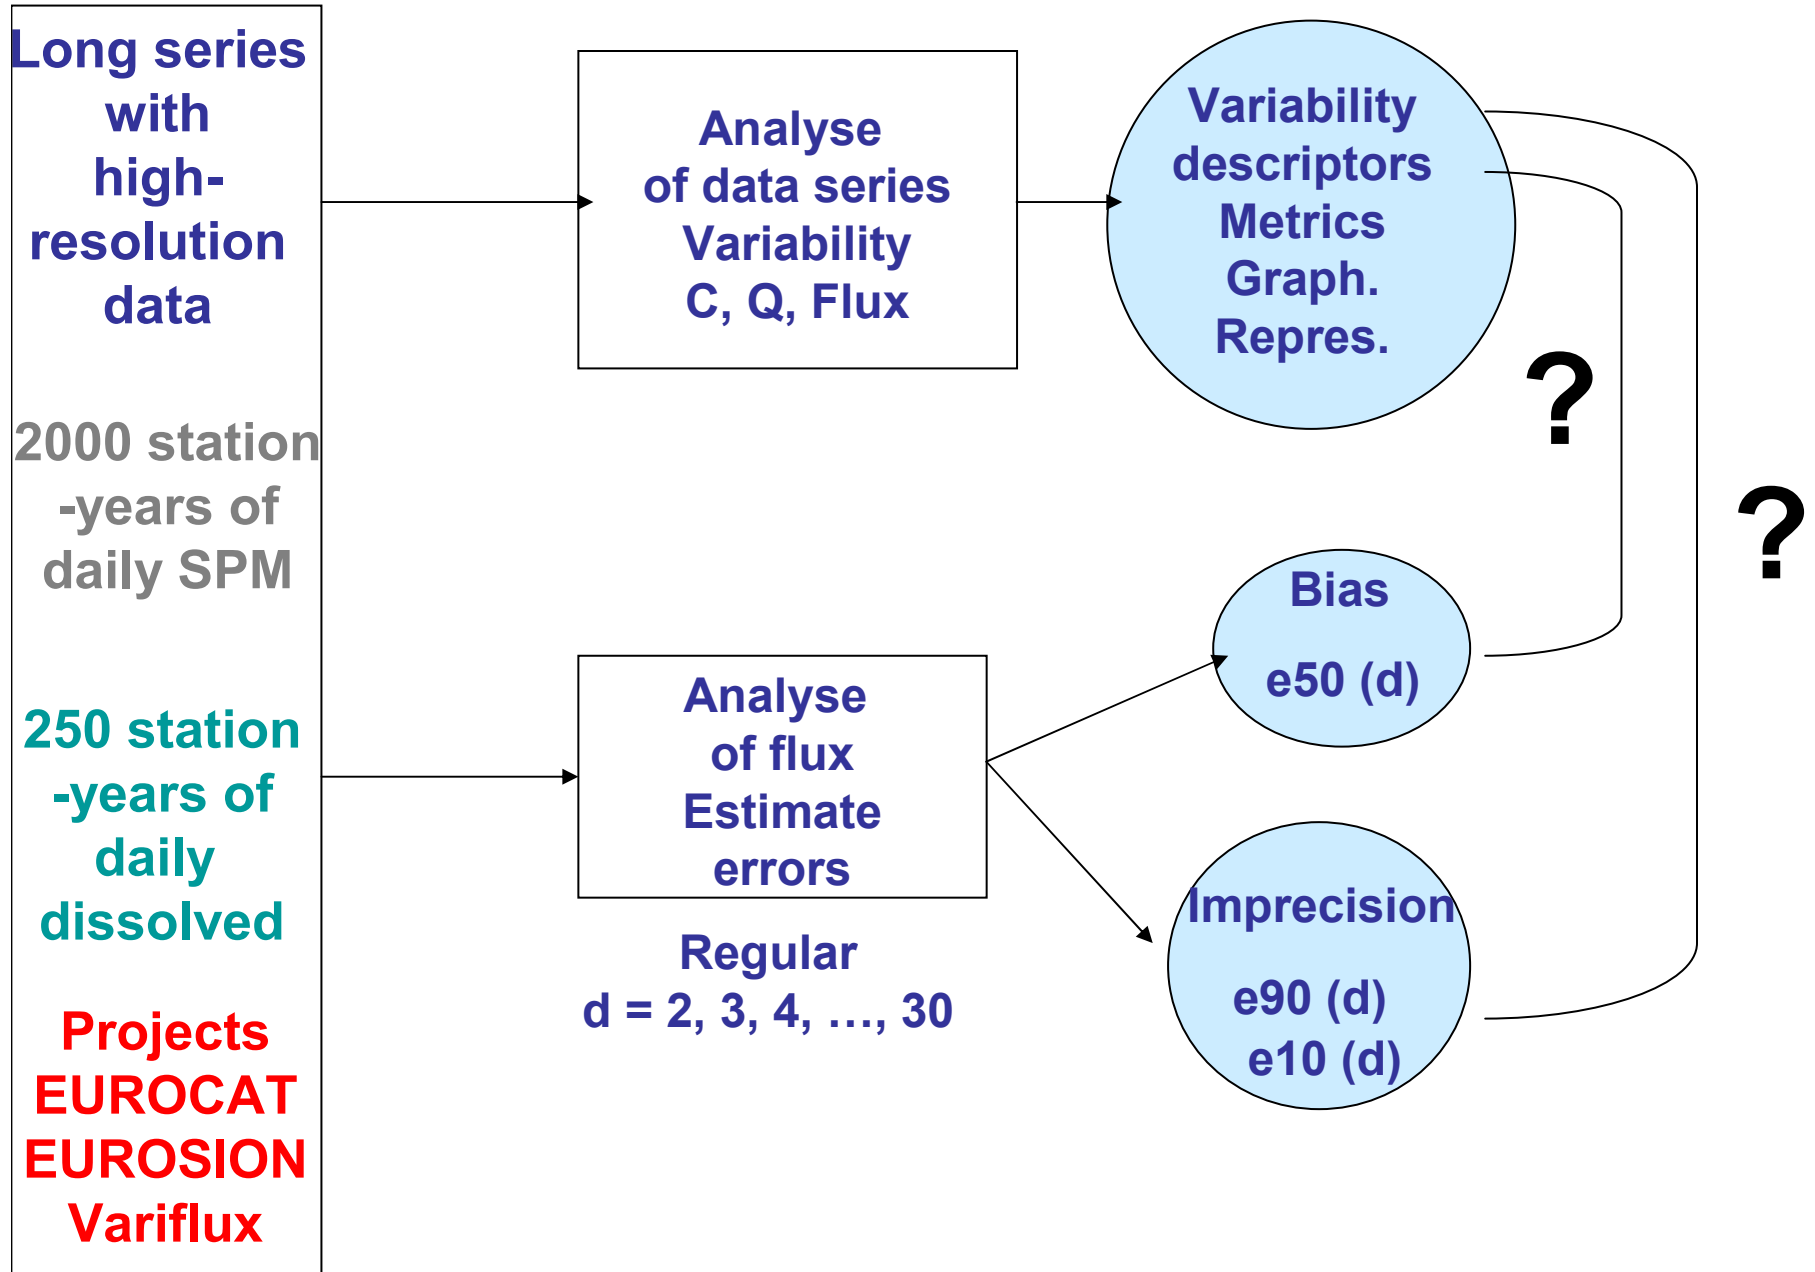 Long series
with
high-
resolution
data
2000 station
-years of
daily SPM
250 station
-years of
daily
dissolved
Projects
EUROCAT
EUROSION
Variflux
Analyse
of data series
Variability
C, Q, Flux
Variability
descriptors
Metrics
Graph.
Repres.
?
?
Analyse
of flux
Estimate
errors
Regular
d = 2, 3, 4, …, 30
Bias
e50 (d)
Imprecision
e90 (d)
e10 (d)